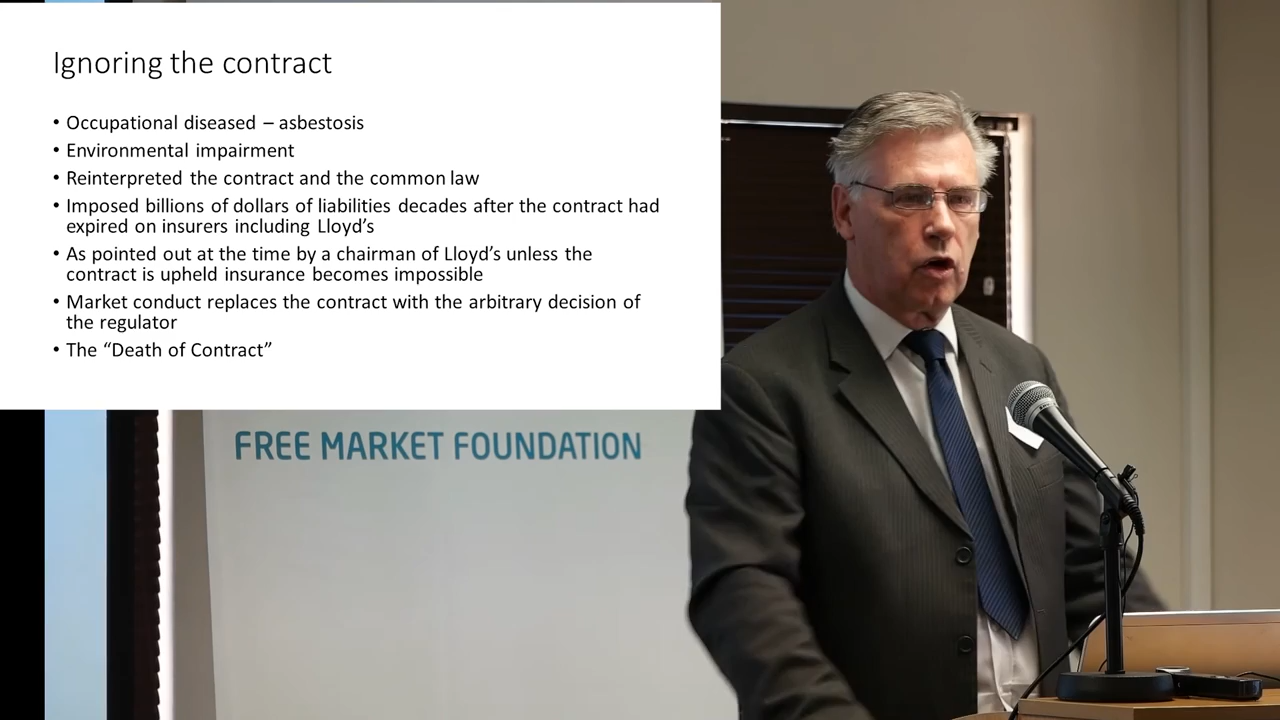 Ignoring the contract
• Occupational diseased – asbestosis
• Environmental impairment
• Reinterpreted the contract and the common law
• Imposed billions of dollars of liabilities decades after the contract had
expired on insurers including Lloyd’s
• As pointed out at the time by a chairman of Lloyd’s unless the
contract is upheld insurance becomes impossible
• Market conduct replaces the contract with the arbitrary decision of
the regulator
• The “Death of Contract”
FREE MARKET FOUNDATION